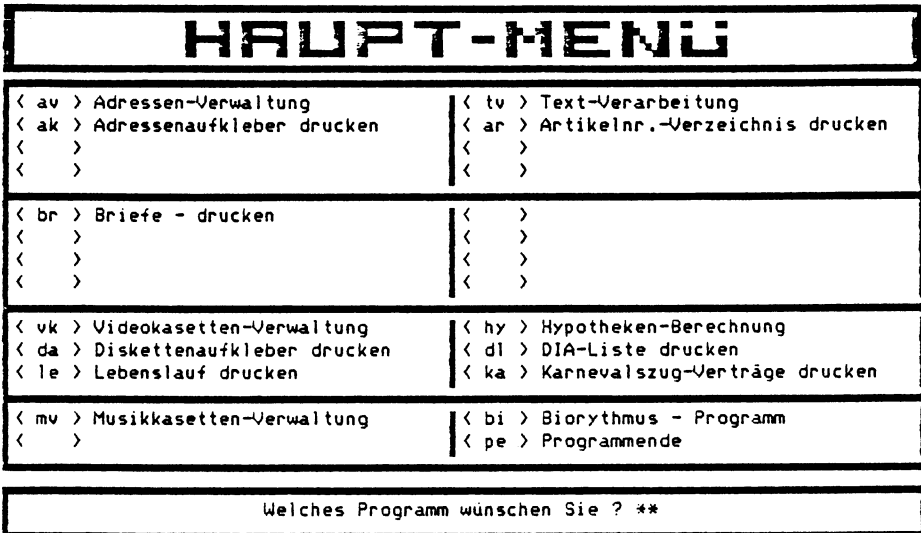 HAUPT-MENÜ
< av > Adressen-Verwaltung
< ak > Adressenaufkleber drucken
<    >
<    >
< tv > Text-Verarbeitung
< ar > Artikelnr.-Verzeichnis drucken
<    >
<    >
< br > Briefe - drucken
<    >
<    >
<    >
<    >
<    >
<    >
<    >
< vk > Videokasetten-Verwaltung
< da > Diskettenaufkleber drucken
< le > Lebenslauf drucken
< hy > Hypotheken-Berechnung
< dl > DIA-Liste drucken
< ka > Karnevalszug-Verträge drucken
< mv > Musikkasetten-Verwaltung
<    >
< bi > Biorythmus - Programm
< pe > Programmende
Welches Programm wünschen Sie ? **